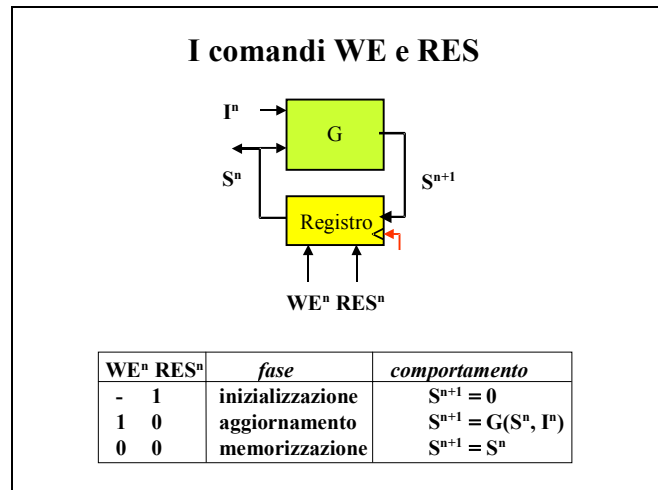 I comandi WE e RES
Iⁿ
G
Sⁿ
Sⁿ⁺¹
Registro
WEⁿ RESⁿ
WEⁿ RESⁿ fase comportamento
- 1 inizializzazione Sⁿ⁺¹ = 0
1 0 aggiornamento Sⁿ⁺¹ = G(Sⁿ, Iⁿ)
0 0 memorizzazione Sⁿ⁺¹ = Sⁿ